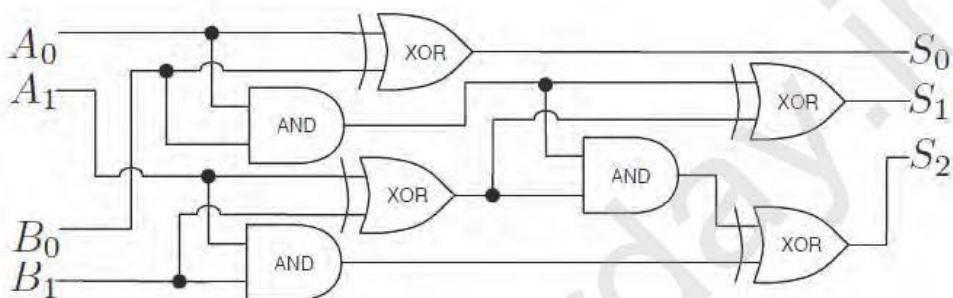 A0 XOR S0
A1 XOR S1
AND
XOR AND S2
B0 XOR
B1 AND